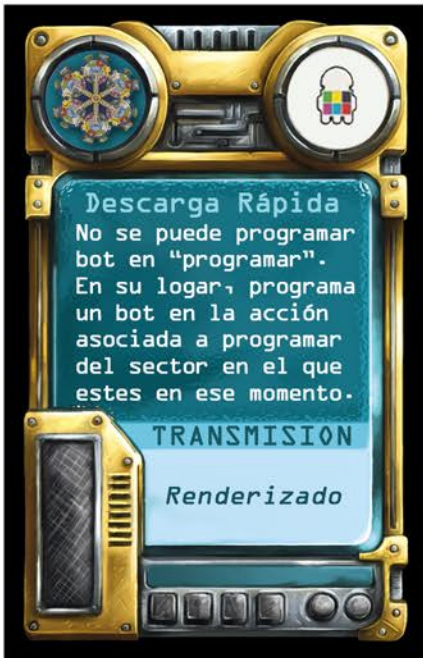 Descarga Rápida
No se puede programar
bot en “programar”.
En su logar, programa
un bot en la acción
asociada a programar
del sector en el que
estes en ese momento.
TRANSMISION
Renderizado